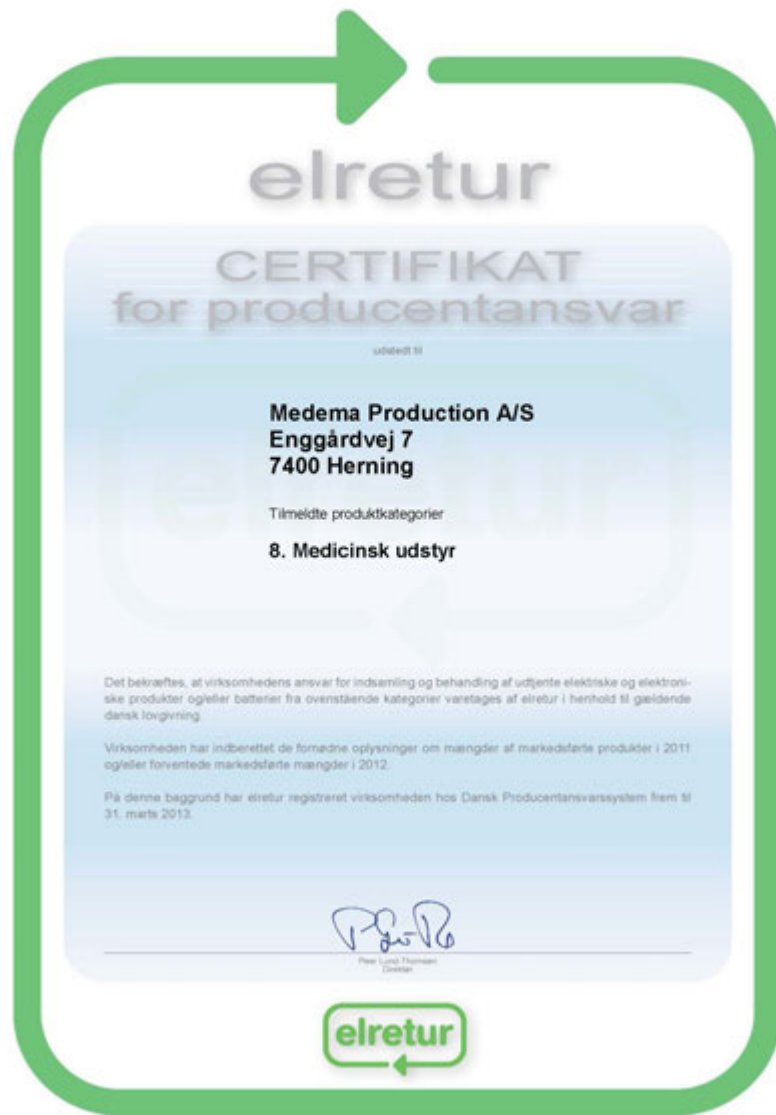 elretur
CERTIFIKAT
for producentansvar
udstedt til
Medema Production A/S
Enggårdvej 7
7400 Herning
Tilmeldte produktkategorier
8. Medicinsk udstyr
elretur
Det bekræftes, at virksomhedens ansvar for indsamling og behandling af udtjente elektriske og elektroni-
ske produkter og/eller batterier fra ovenstående kategorier varetages af elretur i henhold til gældende
dansk lovgivning.
Virksomheden har indberettet de fornødne oplysninger om mængder af markedsførte produkter i 2011
og/eller forventede markedsførte mængder i 2012.
På denne baggrund har elretur registreret virksomheden hos Dansk Producentansvarssystem frem til
31. marts 2013.
Peer Lund-Thomsen
Direktør
elretur